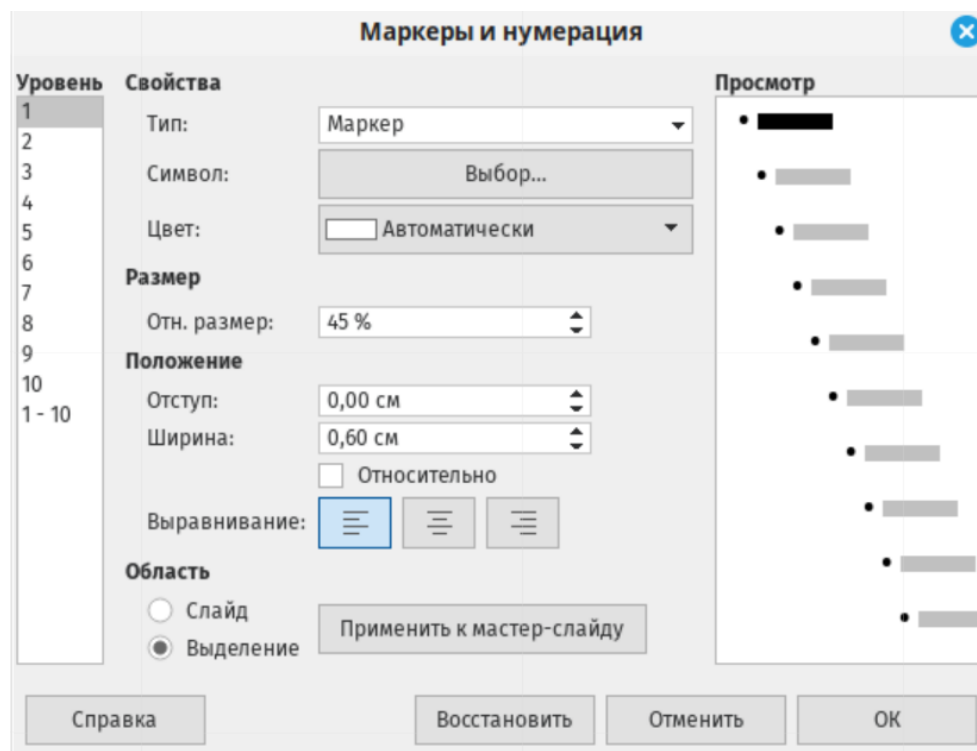 Маркеры и нумерация
Уровень
1
2
3
4
5
6
7
8
9
10
1 - 10
Свойства
Тип:
Маркер
Символ:
Выбор...
Цвет:
Автоматически
Размер
Отн. размер:
45 %
Положение
Отступ:
0,00 см
Ширина:
0,60 см
Относительно
Выравнивание:
Область
Слайд
Выделение
Применить к мастер-слайду
Просмотр
Справка
Восстановить
Отменить
ОК